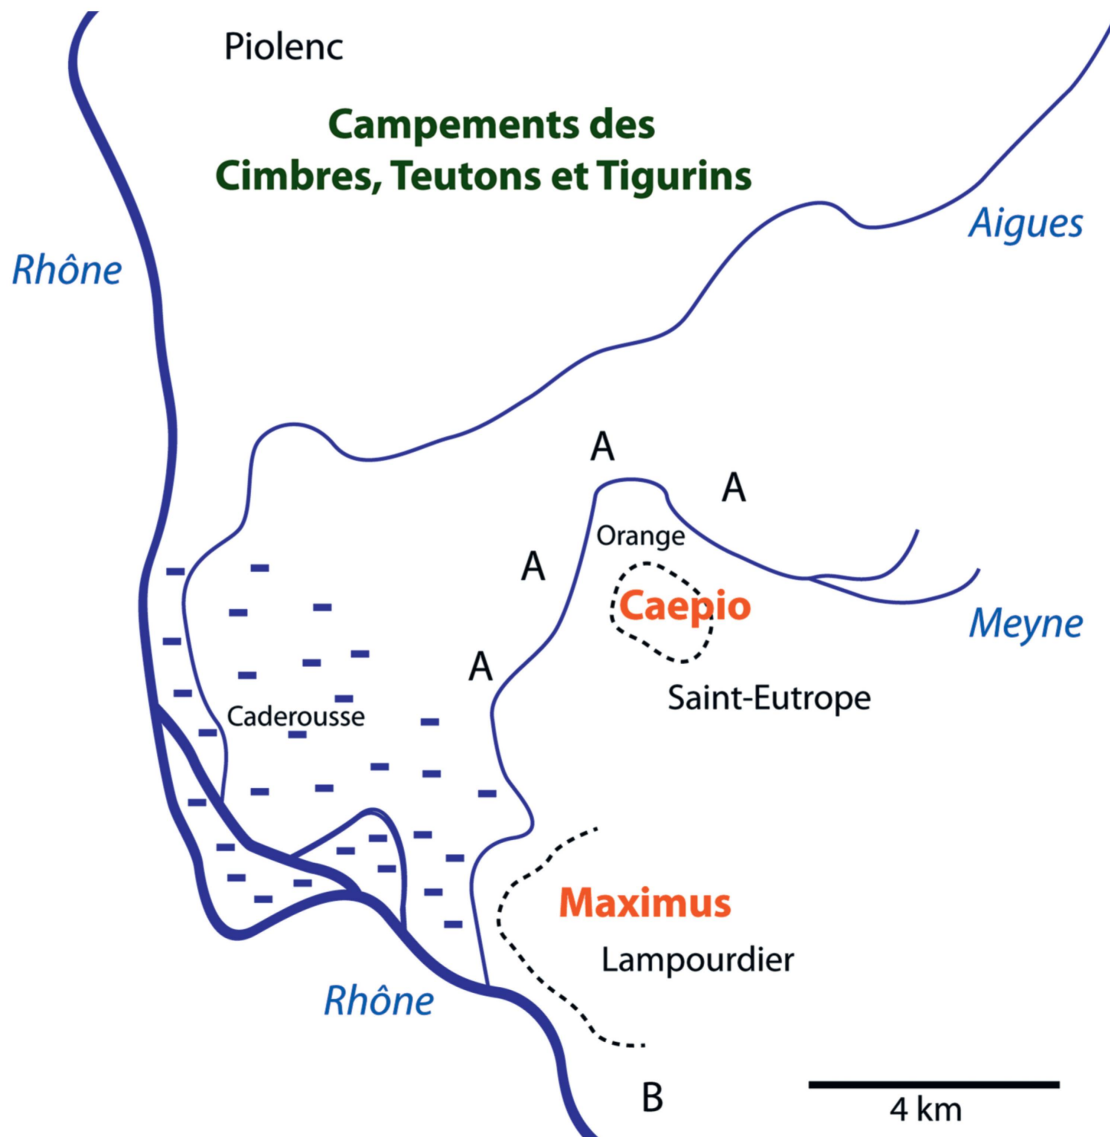 Piolenc
Campements des
Cimbres, Teutons et Tigurins
Aigues
Rhône
A
A
Orange
A
Caepio
Meyne
A
Saint-Eutrope
Caderousse
Maximus
Lampourdier
Rhône
B
4 km